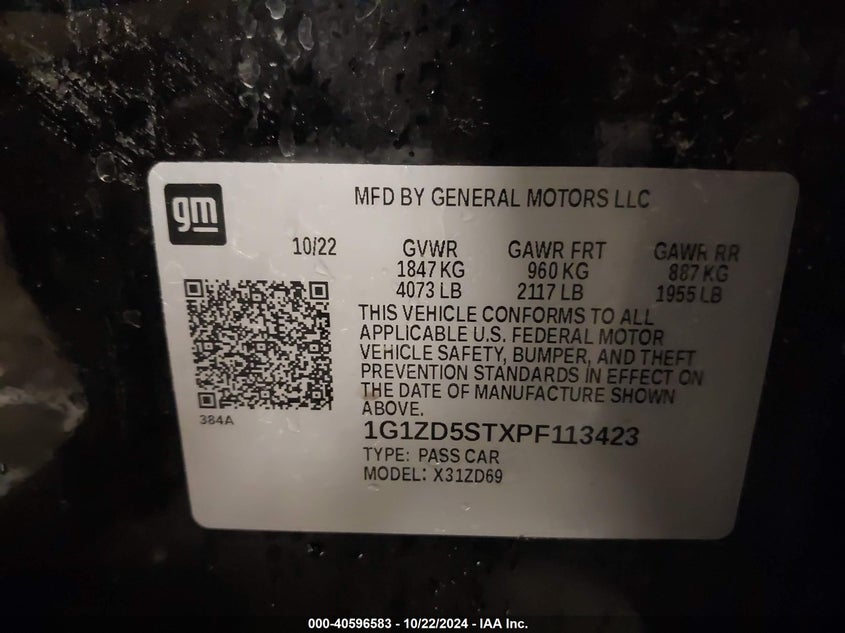 gm
MFD BY GENERAL MOTORS LLC
10/22 GVWR GAWR FRT GAWR RR
1847 KG 960 KG 887 KG
4073 LB 2117 LB 1955 LB
THIS VEHICLE CONFORMS TO ALL
APPLICABLE U.S. FEDERAL MOTOR
VEHICLE SAFETY, BUMPER, AND THEFT
PREVENTION STANDARDS IN EFFECT ON
THE DATE OF MANUFACTURE SHOWN
ABOVE.
384A
1G1ZD5STXPF113423
TYPE: PASS CAR
MODEL: X31ZD69
000-40596583 - 10/22/2024 - IAA Inc.